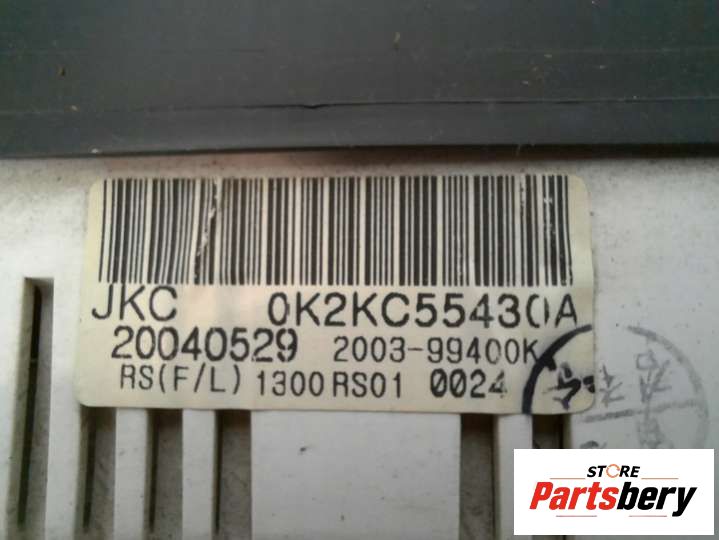 JKC 0K2KC55430A
20040529 2003-99400K
RS(F/L) 1300 RS01 0024
STORE
Partsbery